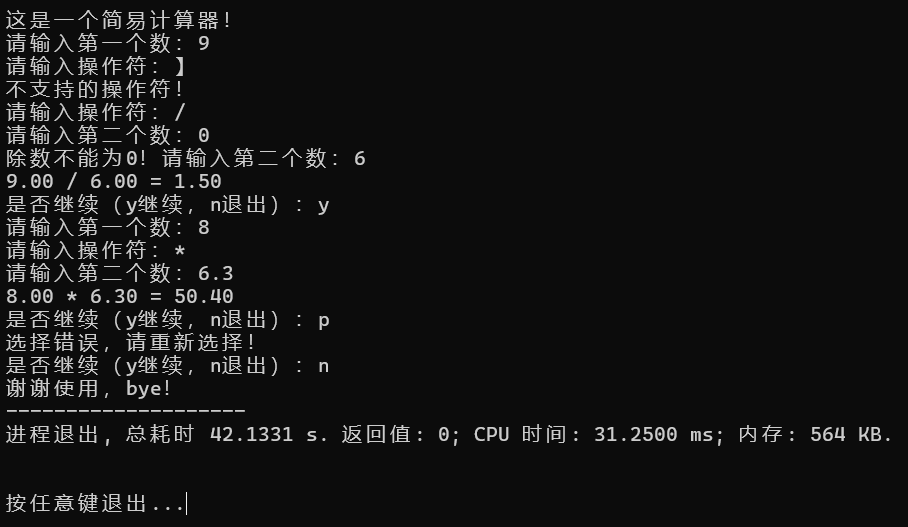 这是一个简易计算器!
请输入第一个数: 9
请输入操作符: 】
不支持的操作符!
请输入操作符: /
请输入第二个数: 0
除数不能为0! 请输入第二个数: 6
9.00 / 6.00 = 1.50
是否继续 (y继续, n退出) : y
请输入第一个数: 8
请输入操作符: *
请输入第二个数: 6.3
8.00 * 6.30 = 50.40
是否继续 (y继续, n退出) : p
选择错误, 请重新选择!
是否继续 (y继续, n退出) : n
谢谢使用, bye!
--------------------
进程退出, 总耗时 42.1331 s. 返回值: 0; CPU 时间: 31.2500 ms; 内存: 564 KB.
按任意键退出...